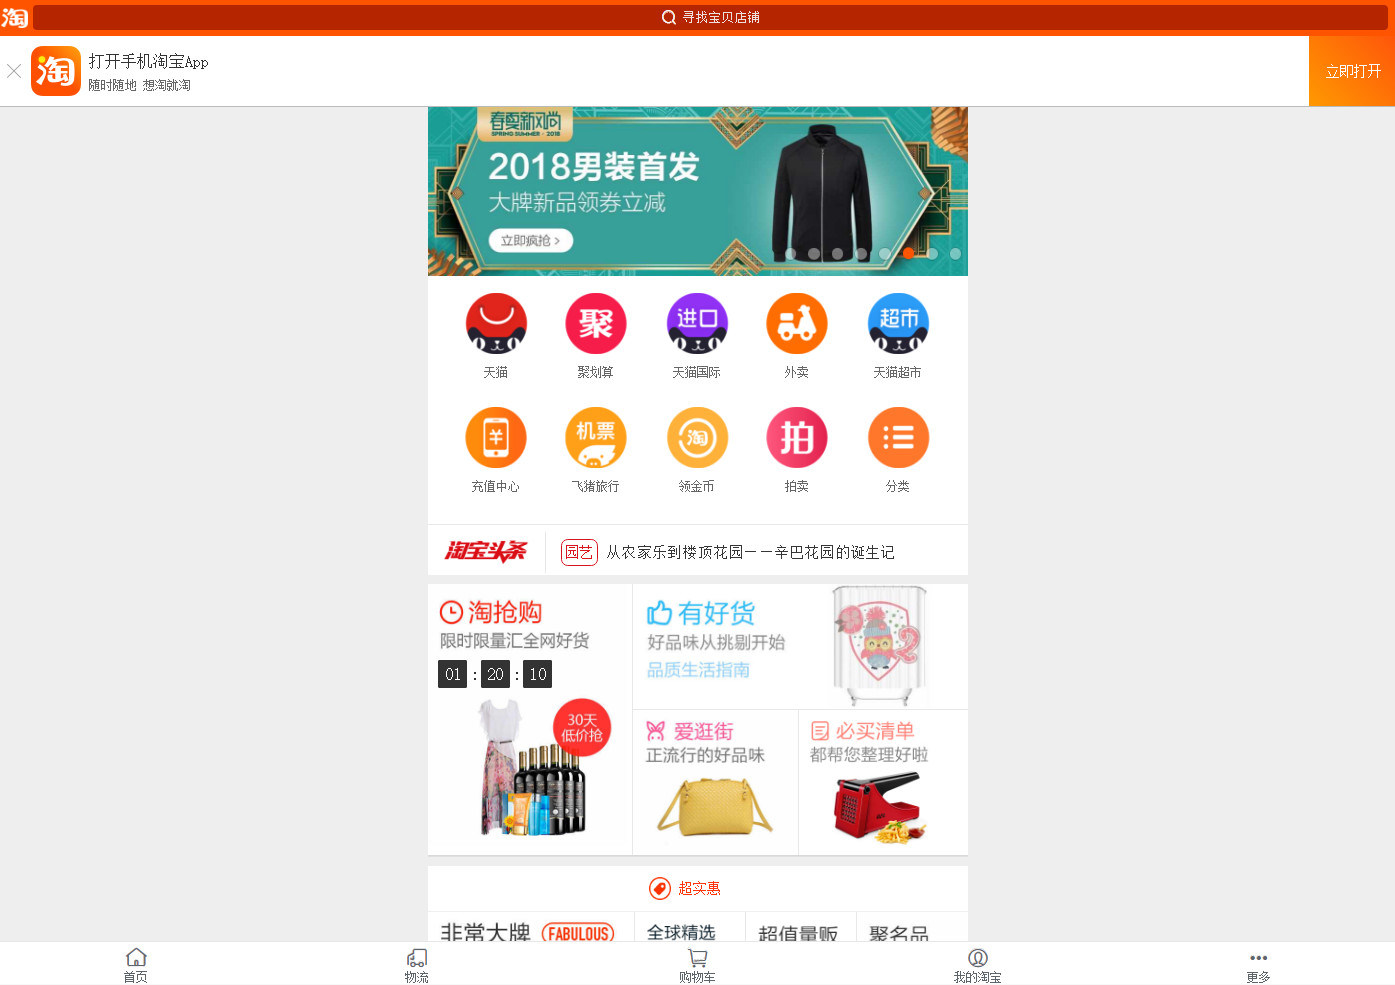 淘 寻找宝贝店铺
淘
打开手机淘宝App
随时随地 想淘就淘
立即打开
春夏新风尚
SPRING SUMMER · 2018
2018男装首发
大牌新品领券立减
立即疯抢 >
天猫
聚
聚划算
进口
天猫国际
外卖
超市
天猫超市
¥
充值中心
机票
飞猪旅行
淘
领金币
拍
拍卖
分类
淘宝头条
园艺 从农家乐到楼顶花园——辛巴花园的诞生记
淘抢购
限时限量汇全网好货
01 : 20 : 10
30天
低价抢
有好货
好品味从挑剔开始
品质生活指南
爱逛街
正流行的好品味
必买清单
都帮您整理好啦
超实惠
非常大牌 FABULOUS
全球精选
超值量贩
聚名品
首页
物流
购物车
我的淘宝
更多